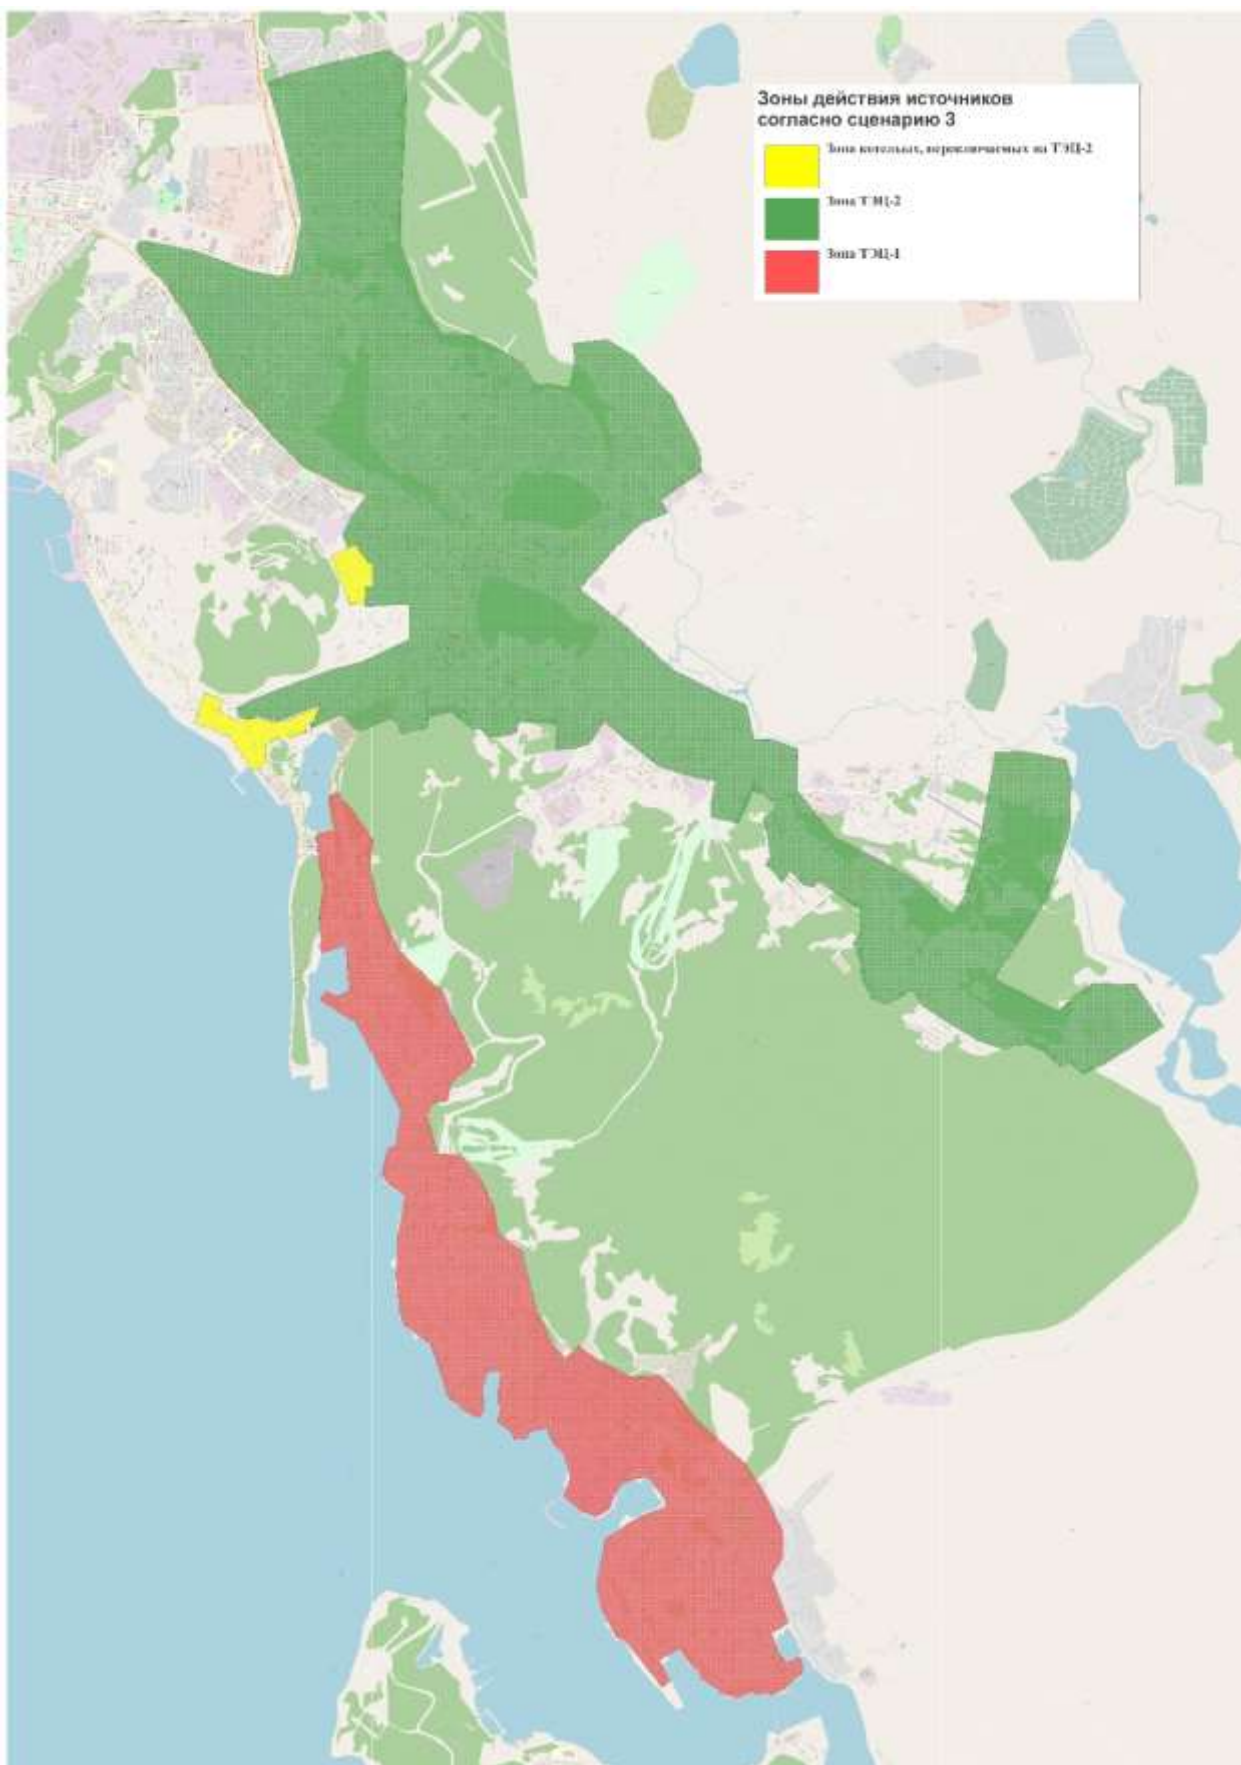 Зоны действия источников
согласно сценарию 3
Зона котельных, переключаемых на ТЭЦ-2
Зона ТЭЦ-2
Зона ТЭЦ-1